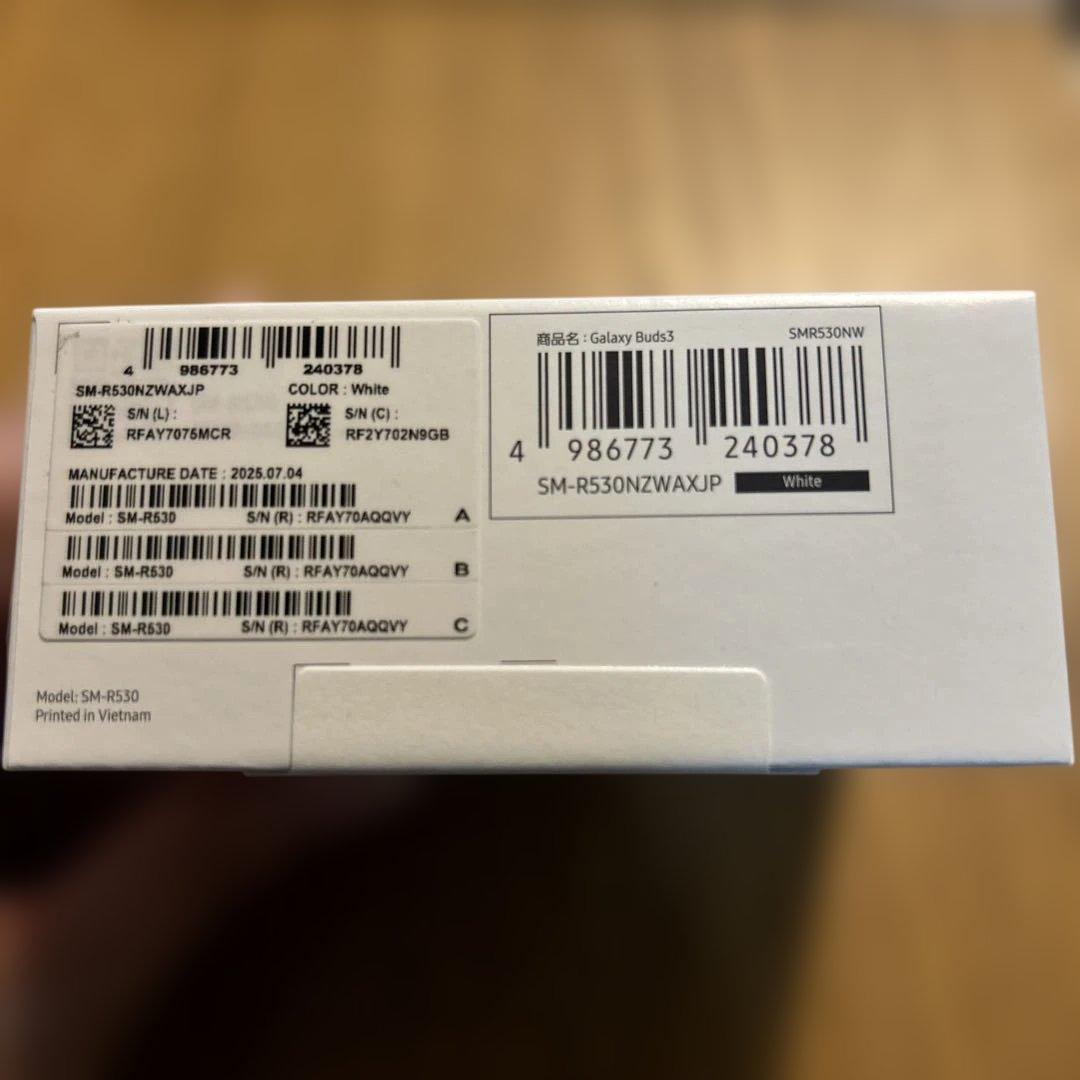 4 986773 240378
SM-R530NZWAXJP COLOR : White
S/N (L) : S/N (C) :
RFAY7075MCR RF2Y702N9GB
MANUFACTURE DATE : 2025.07.04
Model : SM-R530 S/N (R) : RFAY70AQQVY A
Model : SM-R530 S/N (R) : RFAY70AQQVY B
Model : SM-R530 S/N (R) : RFAY70AQQVY C
商品名 : Galaxy Buds3 SMR530NW
4 986773 240378
SM-R530NZWAXJP White
Model: SM-R530
Printed in Vietnam